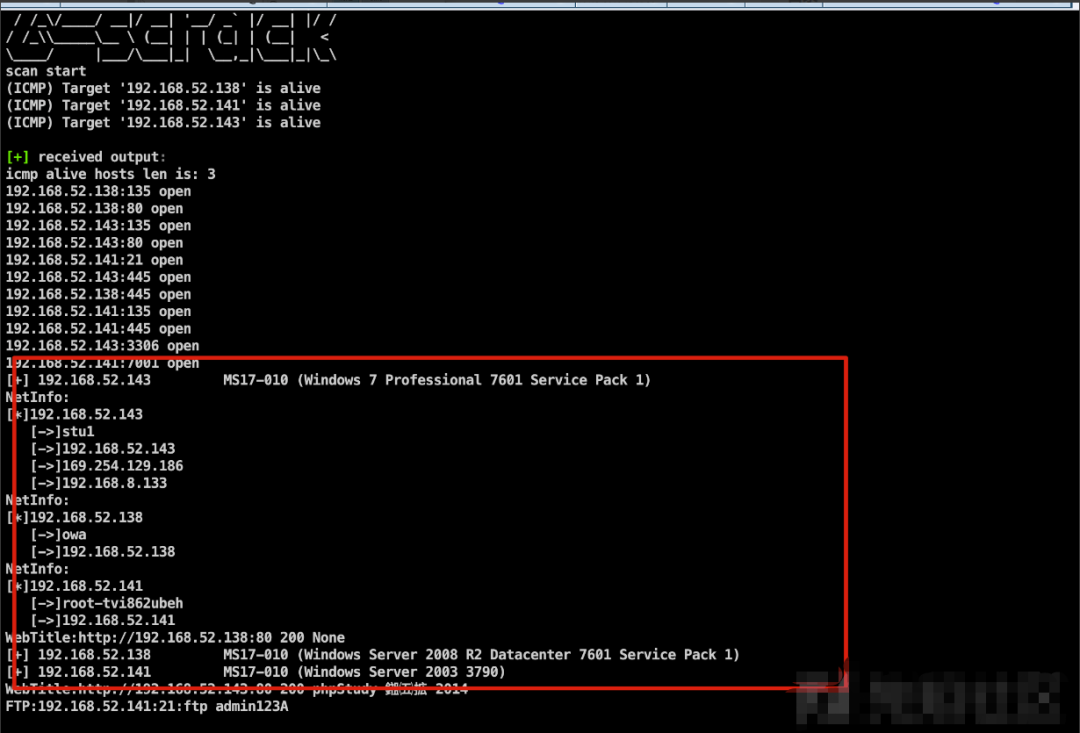 scan start
(ICMP) Target '192.168.52.138' is alive
(ICMP) Target '192.168.52.141' is alive
(ICMP) Target '192.168.52.143' is alive
[+] received output:
icmp alive hosts len is: 3
192.168.52.138:135 open
192.168.52.138:80 open
192.168.52.143:135 open
192.168.52.143:80 open
192.168.52.141:21 open
192.168.52.143:445 open
192.168.52.138:445 open
192.168.52.141:135 open
192.168.52.141:445 open
192.168.52.143:3306 open
192.168.52.141:7001 open
[+] 192.168.52.143 MS17-010 (Windows 7 Professional 7601 Service Pack 1)
NetInfo:
[*]192.168.52.143
[->]stu1
[->]192.168.52.143
[->]169.254.129.186
[->]192.168.8.133
NetInfo:
[*]192.168.52.138
[->]owa
[->]192.168.52.138
NetInfo:
[*]192.168.52.141
[->]root-tvi862ubeh
[->]192.168.52.141
WebTitle:http://192.168.52.138:80 200 None
[+] 192.168.52.138 MS17-010 (Windows Server 2008 R2 Datacenter 7601 Service Pack 1)
[+] 192.168.52.141 MS17-010 (Windows Server 2003 3790)
WebTitle:http://192.168.52.143:80 200 phpStudy 2014
FTP:192.168.52.141:21:ftp admin123A